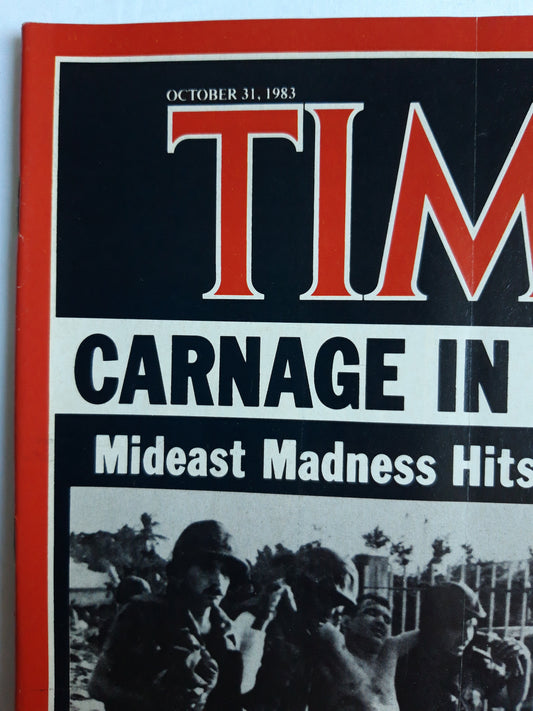 OCTOBER 31, 1983
TIM
CARNAGE IN
Mideast Madness Hits